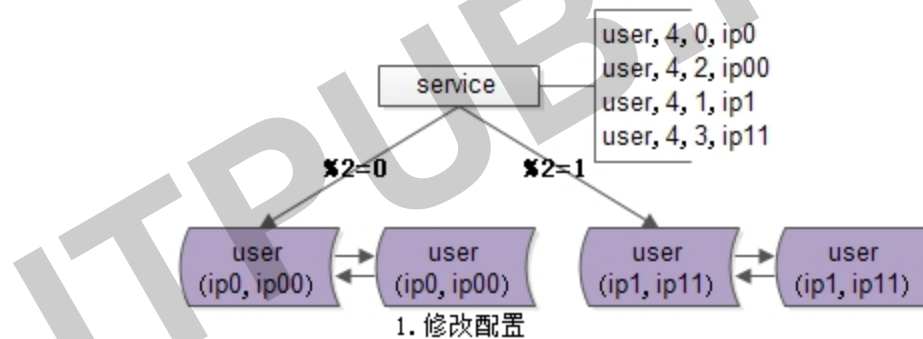 user, 4, 0, ip0
user, 4, 2, ip00
user, 4, 1, ip1
user, 4, 3, ip11
service
%2=0
%2=1
user
(ip0, ip00)
user
(ip0, ip00)
user
(ip1, ip11)
user
(ip1, ip11)
1. 修改配置
ITPUB